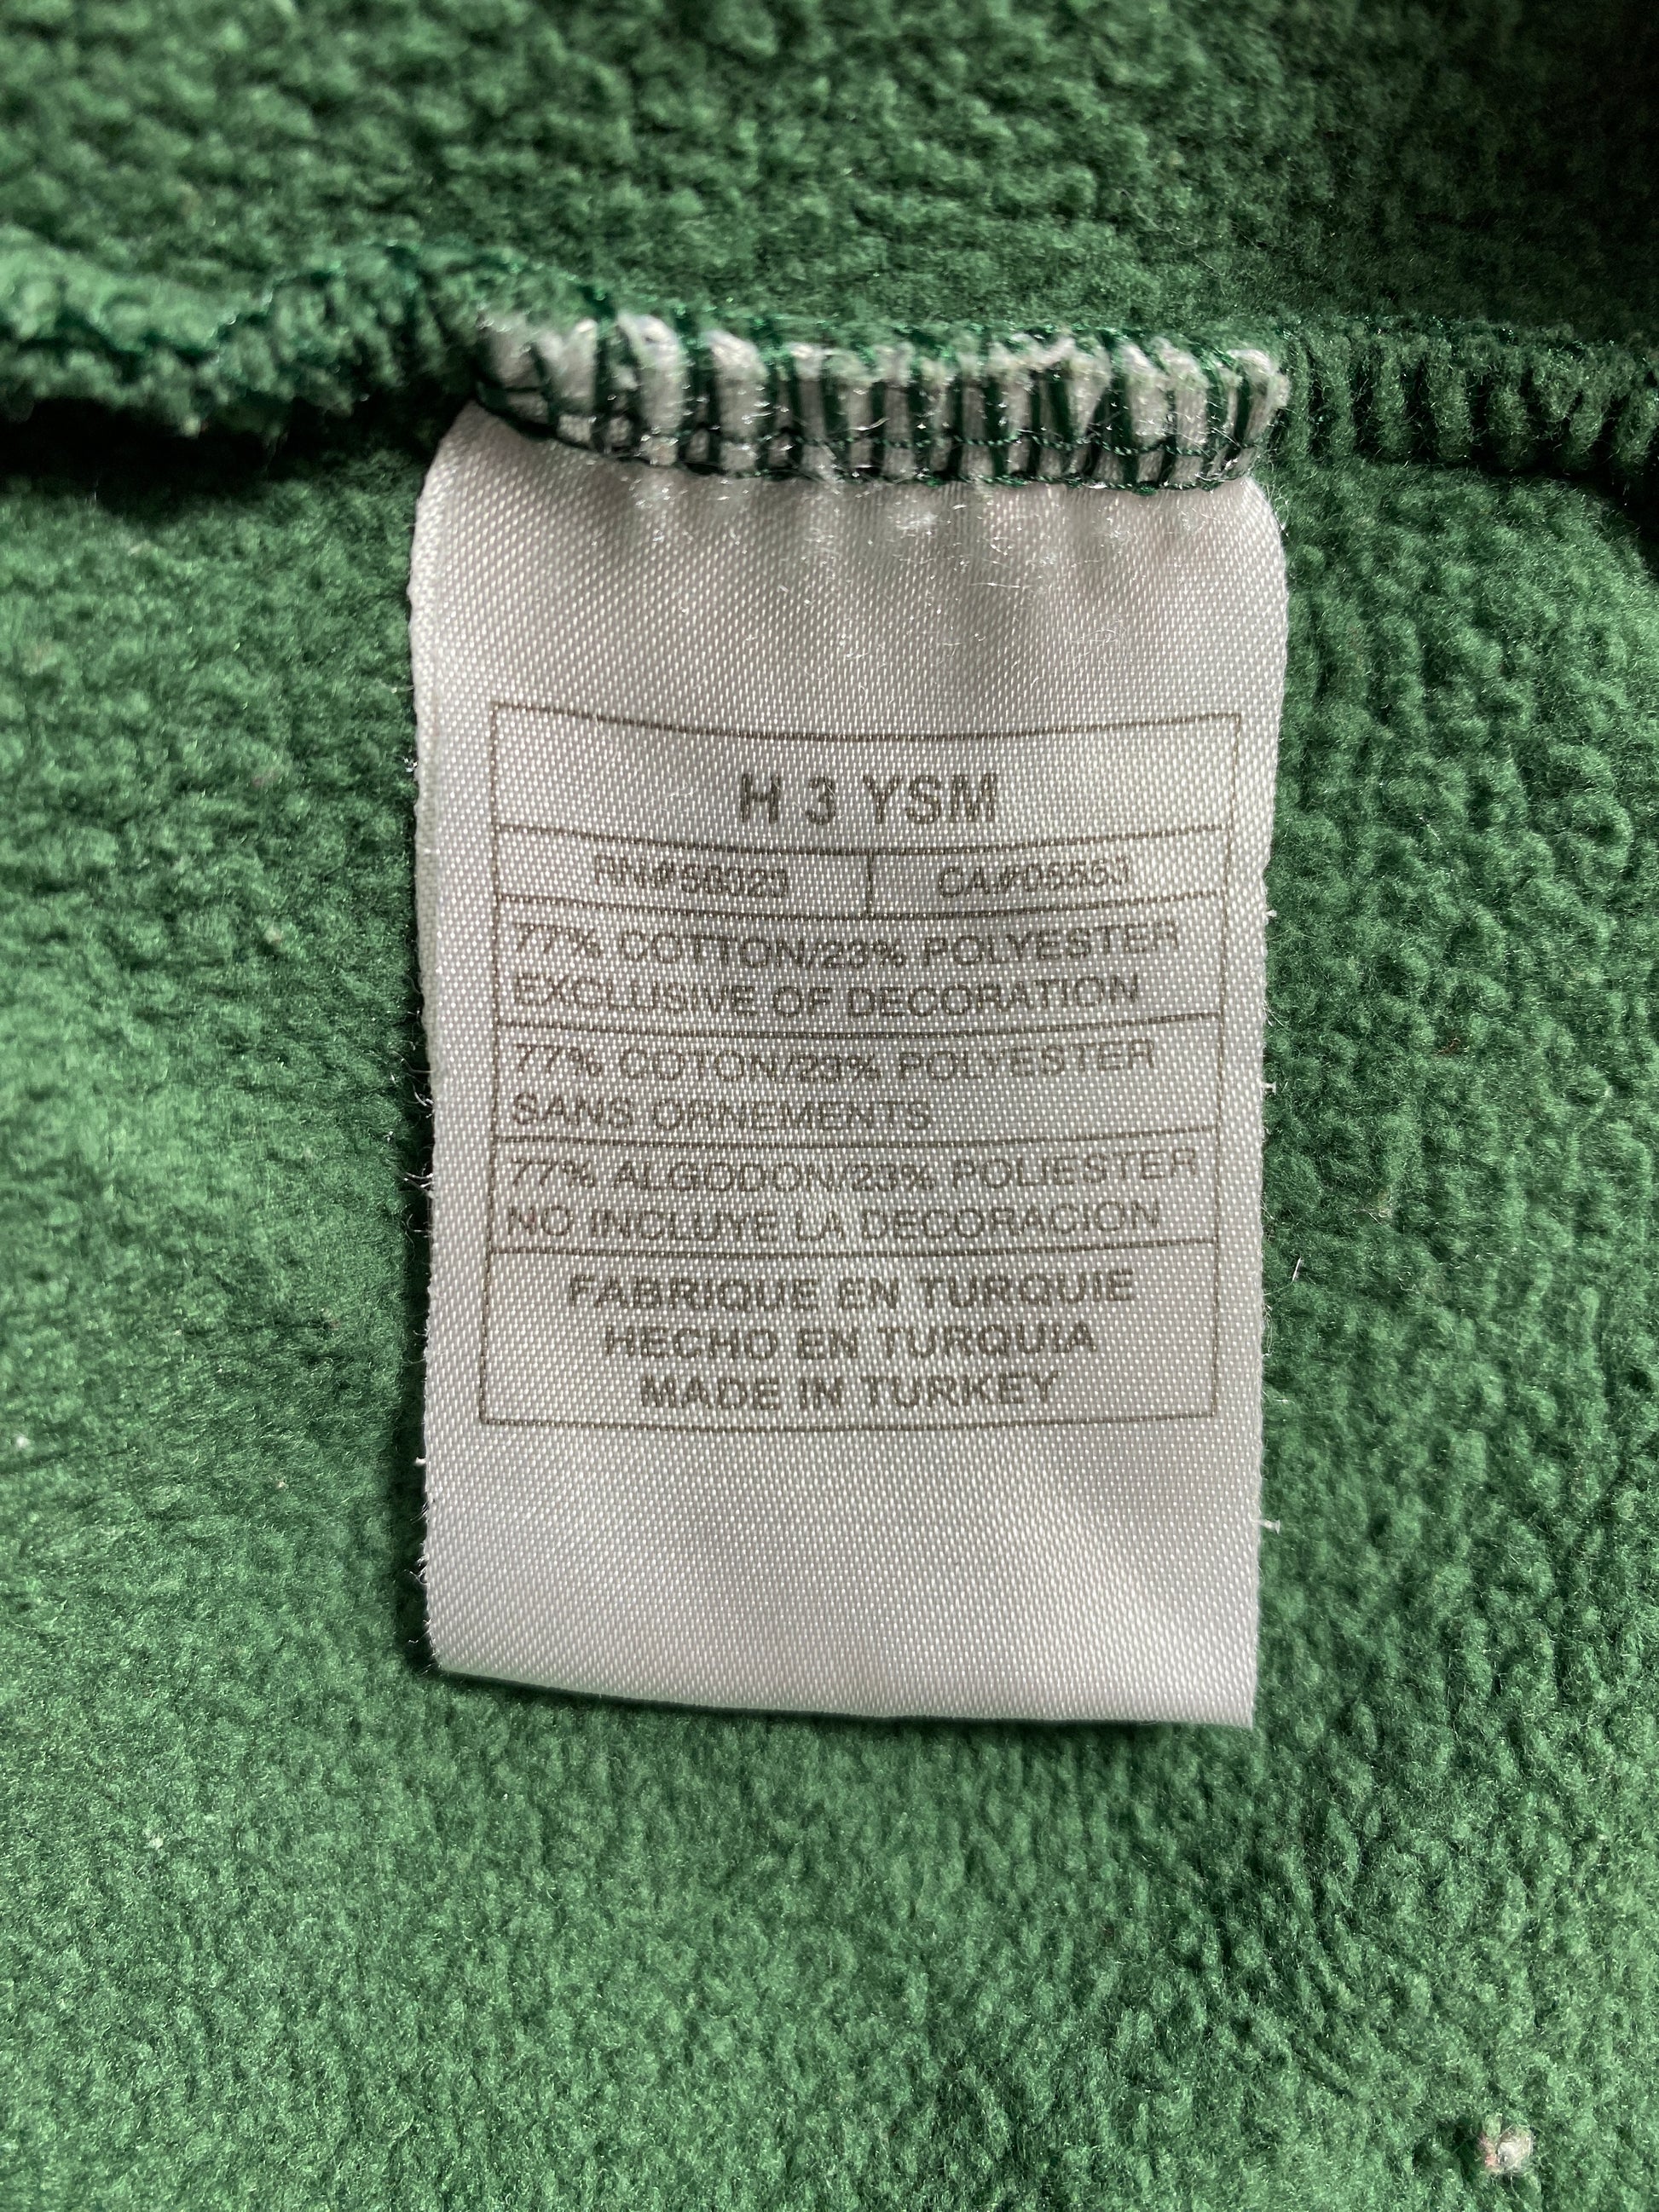 H 3 YSM
RN#56323 CA#05553
77% COTTON/23% POLYESTER
EXCLUSIVE OF DECORATION
77% COTON/23% POLYESTER
SANS ORNEMENTS
77% ALGODON/23% POLIESTER
NO INCLUYE LA DECORACION
FABRIQUE EN TURQUIE
HECHO EN TURQUIA
MADE IN TURKEY